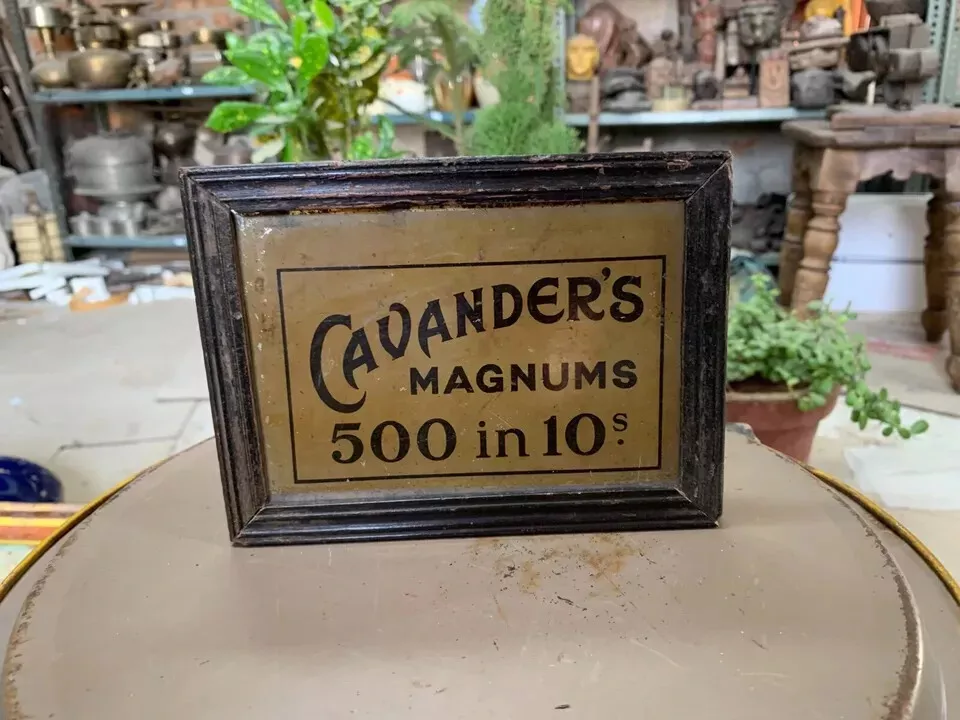 CAVANDER'S
MAGNUMS
500 in 10s.